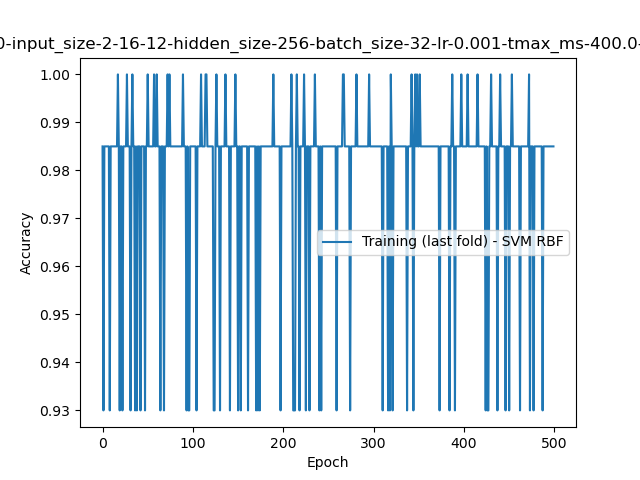 0-input_size-2-16-12-hidden_size-256-batch_size-32-lr-0.001-tmax_ms-400.0-
1.00
0.99
0.98
0.97
0.96
0.95
0.94
0.93
Accuracy
Training (last fold) - SVM RBF
0 100 200 300 400 500
Epoch